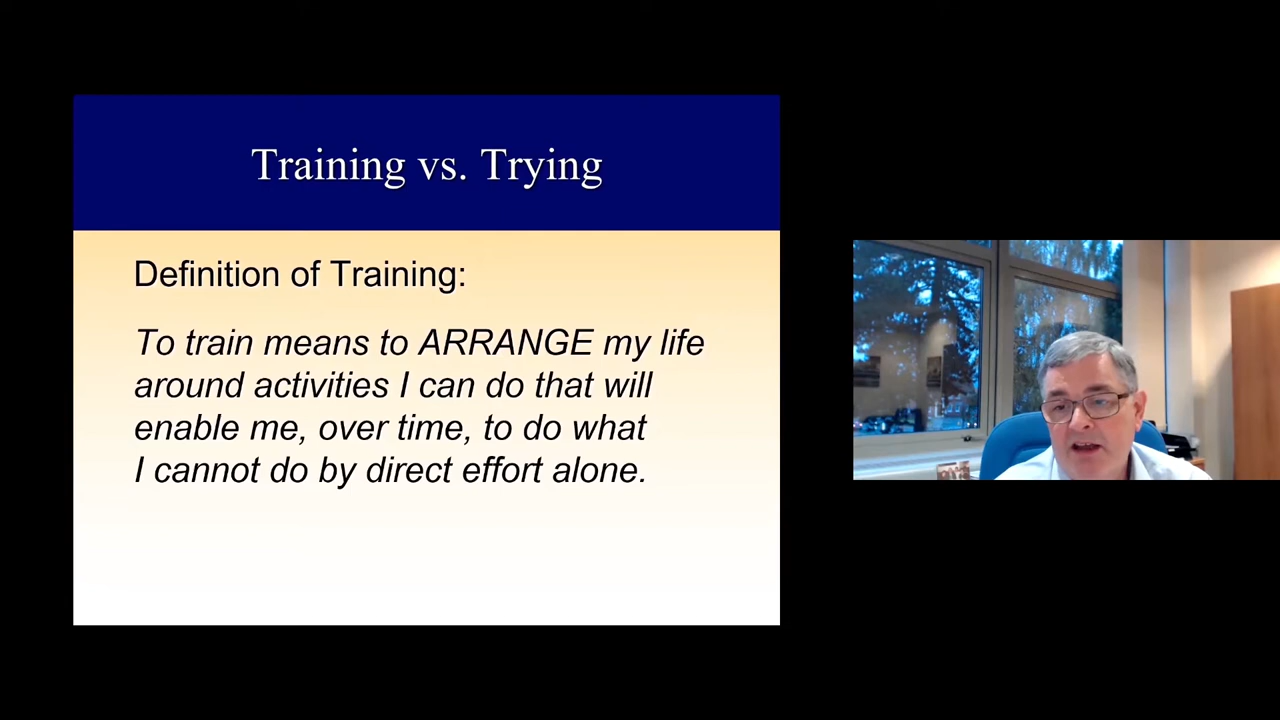 Training vs. Trying
Definition of Training:
To train means to ARRANGE my life
around activities I can do that will
enable me, over time, to do what
I cannot do by direct effort alone.